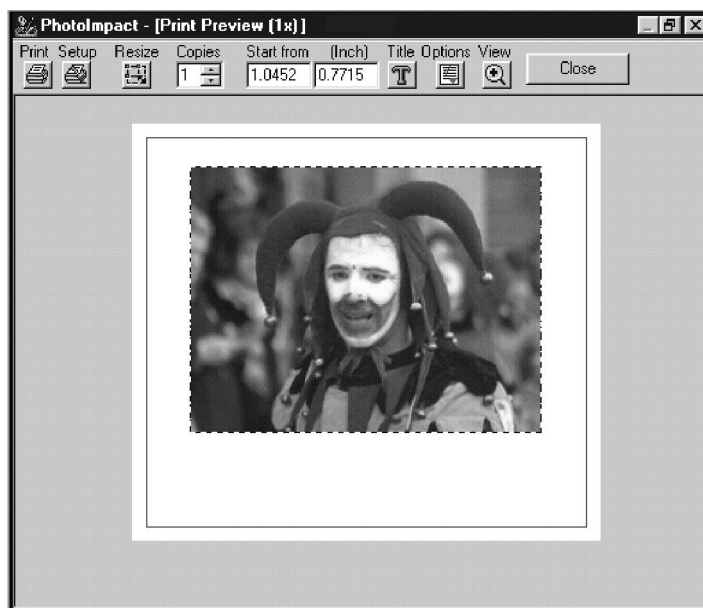 PhotoImpact - [Print Preview (1x) ]
Print Setup Resize Copies Start from (Inch) Title Options View
1 1.0452 0.7715 T Close